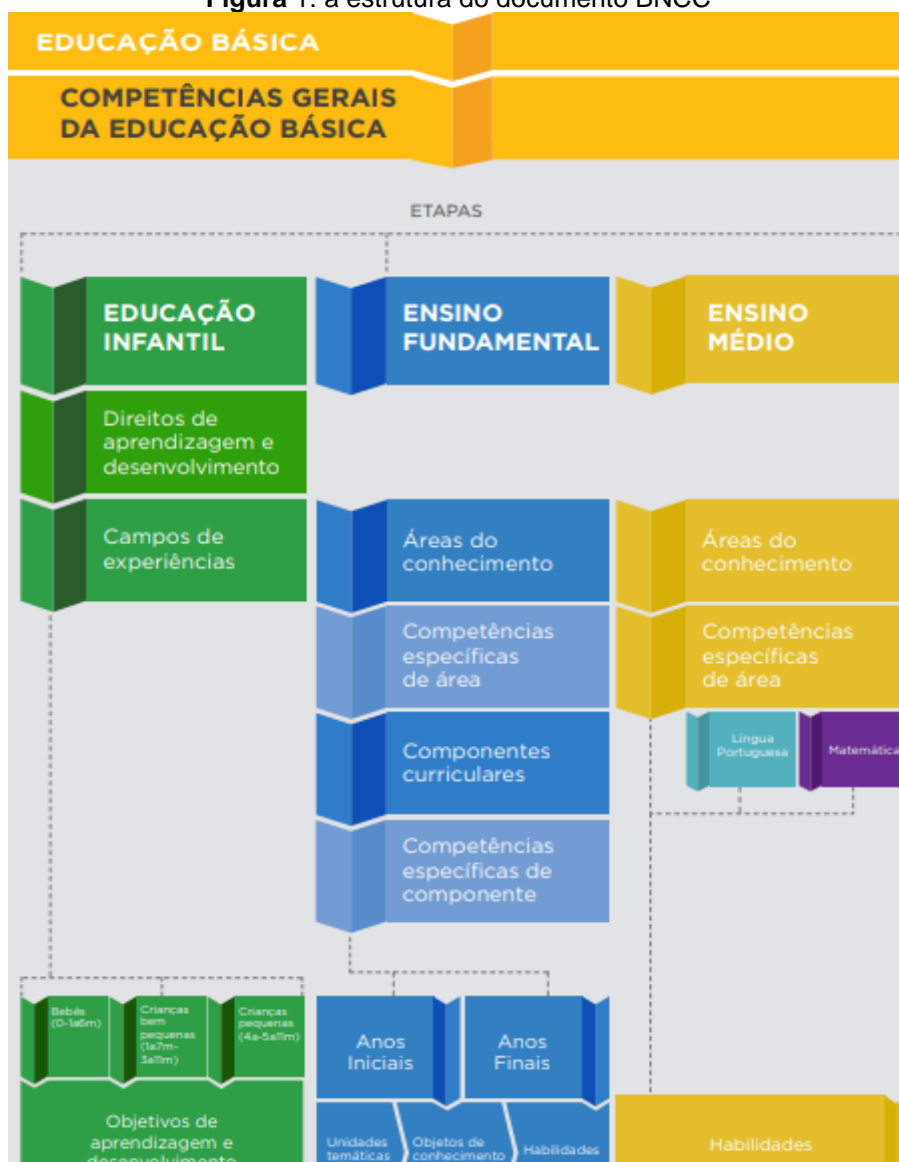 Figura 1: a estrutura do documento BNCC
EDUCAÇÃO BÁSICA
COMPETÊNCIAS GERAIS
DA EDUCAÇÃO BÁSICA
ETAPAS
EDUCAÇÃO
INFANTIL
Direitos de
aprendizagem e
desenvolvimento
Campos de
experiências
Bebês
(0-1a6m)
Crianças
bem
pequenas
(1a7m-
3a11m)
Crianças
pequenas
(4a-5a11m)
Objetivos de
aprendizagem e
desenvolvimento
ENSINO
FUNDAMENTAL
Áreas do
conhecimento
Competências
específicas
de área
Componentes
curriculares
Competências
específicas de
componente
Anos
Iniciais
Anos
Finais
Unidades
temáticas
Objetos de
conhecimento
Habilidades
ENSINO
MÉDIO
Áreas do
conhecimento
Competências
específicas
de área
Língua
Portuguesa
Matemática
Habilidades